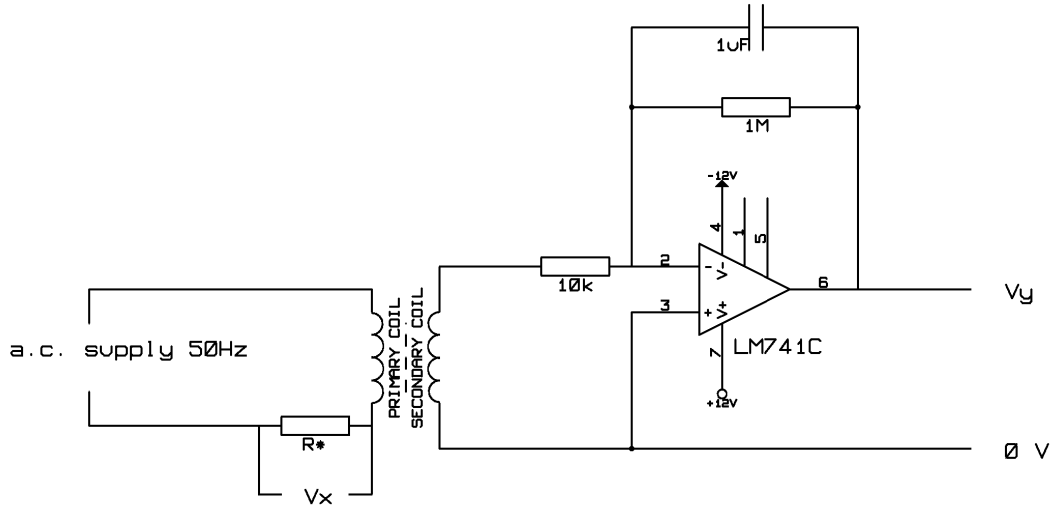 1uF
1M
-12V
4
1
5
2
- V-
10k
6
Vy
3
+ V+
PRIMARY COIL
SECONDARY COIL
a.c. supply 50Hz
7
LM741C
+12V
R*
0 V
Vx